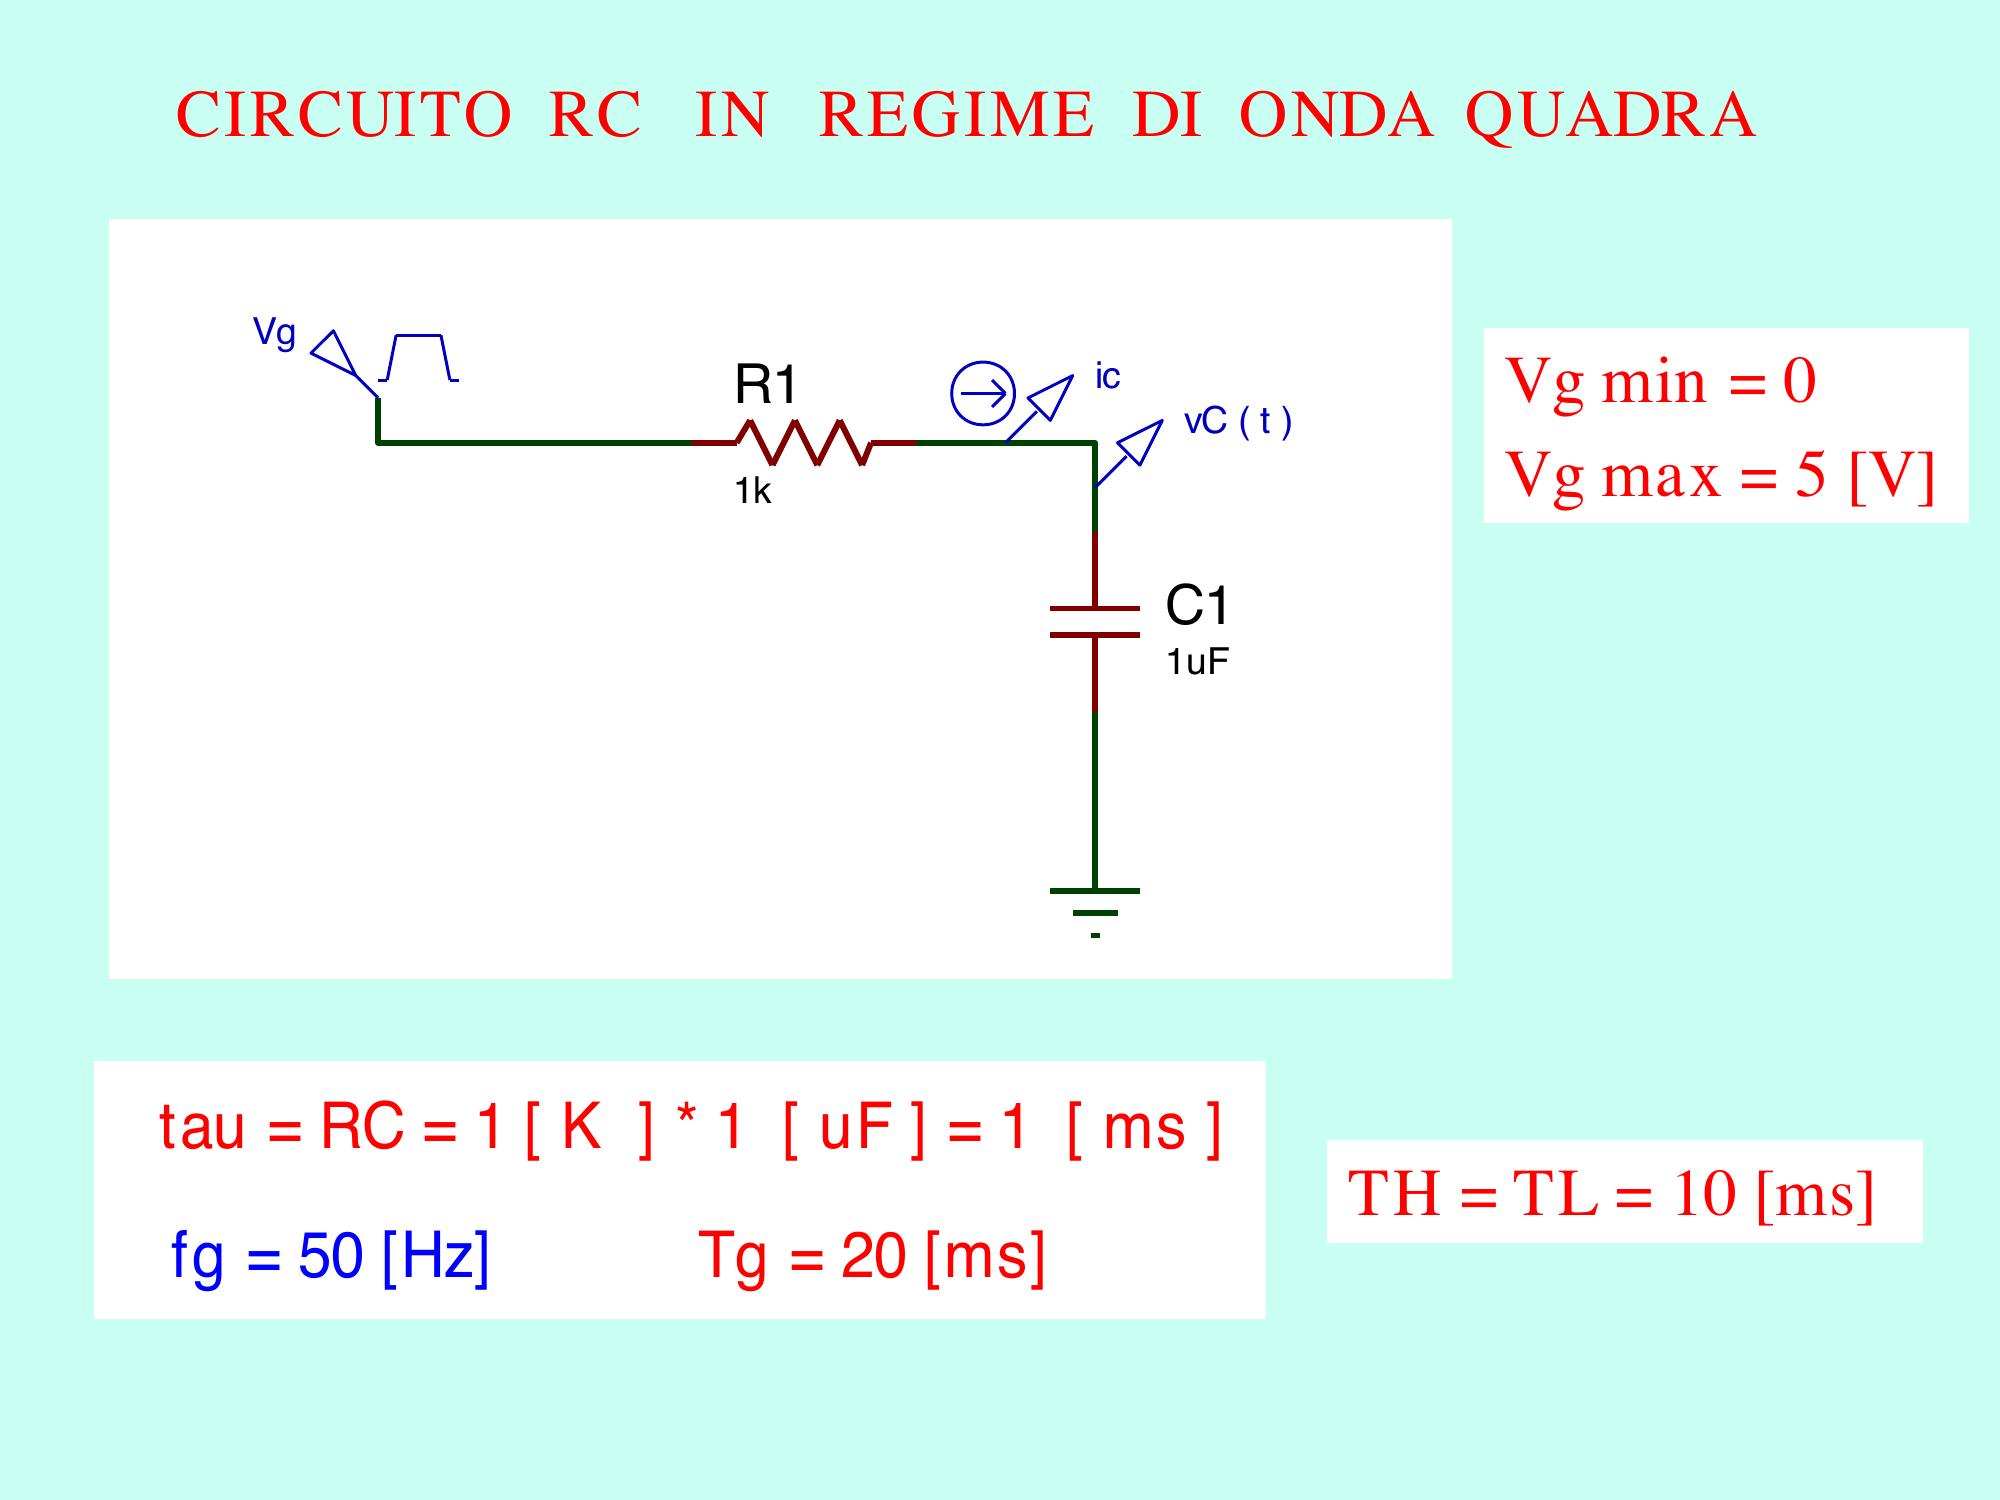 CIRCUITO RC IN REGIME DI ONDA QUADRA
Vg
R1
1k
ic
vC ( t )
C1
1uF
Vg min = 0
Vg max = 5 [V]
tau = RC = 1 [ K ] * 1 [ uF ] = 1 [ ms ]
fg = 50 [Hz] Tg = 20 [ms]
TH = TL = 10 [ms]